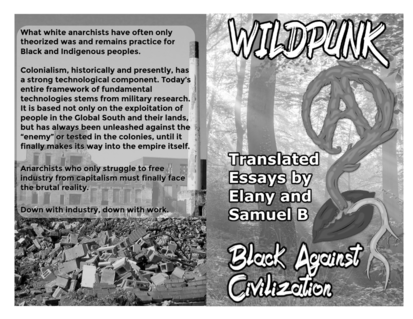 What white anarchists have often only
theorized was and remains practice for
Black and Indigenous peoples.
Colonialism, historically and presently, has
a strong technological component. Today's
entire framework of fundamental
technologies stems from military research.
It is based not only on the exploitation of
people in the Global South and their lands,
but has always been unleashed against the
"enemy" or tested in the colonies, until it
finally makes its way into the empire itself.
Anarchists who only struggle to free
industry from capitalism must finally face
the brutal reality.
Down with industry, down with work.
WILDPUNK
Translated
Essays by
Elany and
Samuel B
Black Against
Civilization